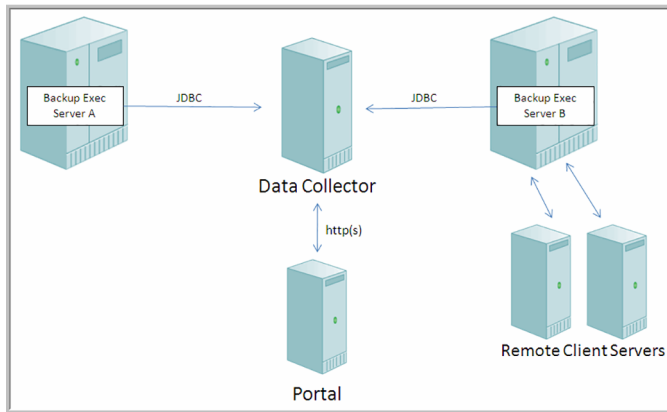 Backup Exec
Server A
JDBC
JDBC
Backup Exec
Server B
Data Collector
http(s)
Portal
Remote Client Servers